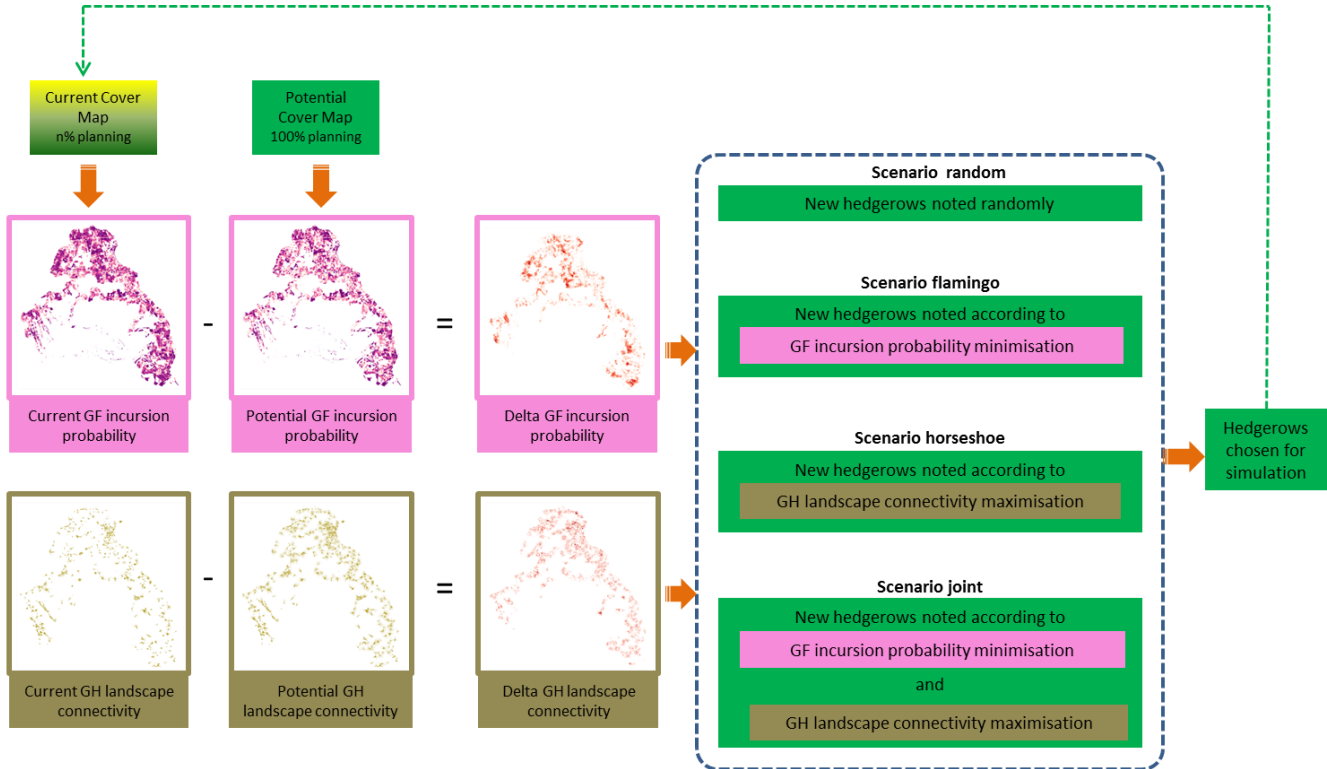 Current Cover
Map
n% planning
Potential
Cover Map
100% planning
-
=
Current GF incursion
probability
Potential GF incursion
probability
Delta GF incursion
probability
-
=
Current GH landscape
connectivity
Potential GH
landscape connectivity
Delta GH landscape
connectivity
Scenario random
New hedgerows noted randomly
Scenario flamingo
New hedgerows noted according to
GF incursion probability minimisation
Scenario horseshoe
New hedgerows noted according to
GH landscape connectivity maximisation
Scenario joint
New hedgerows noted according to
GF incursion probability minimisation
and
GH landscape connectivity maximisation
Hedgerows
chosen for
simulation